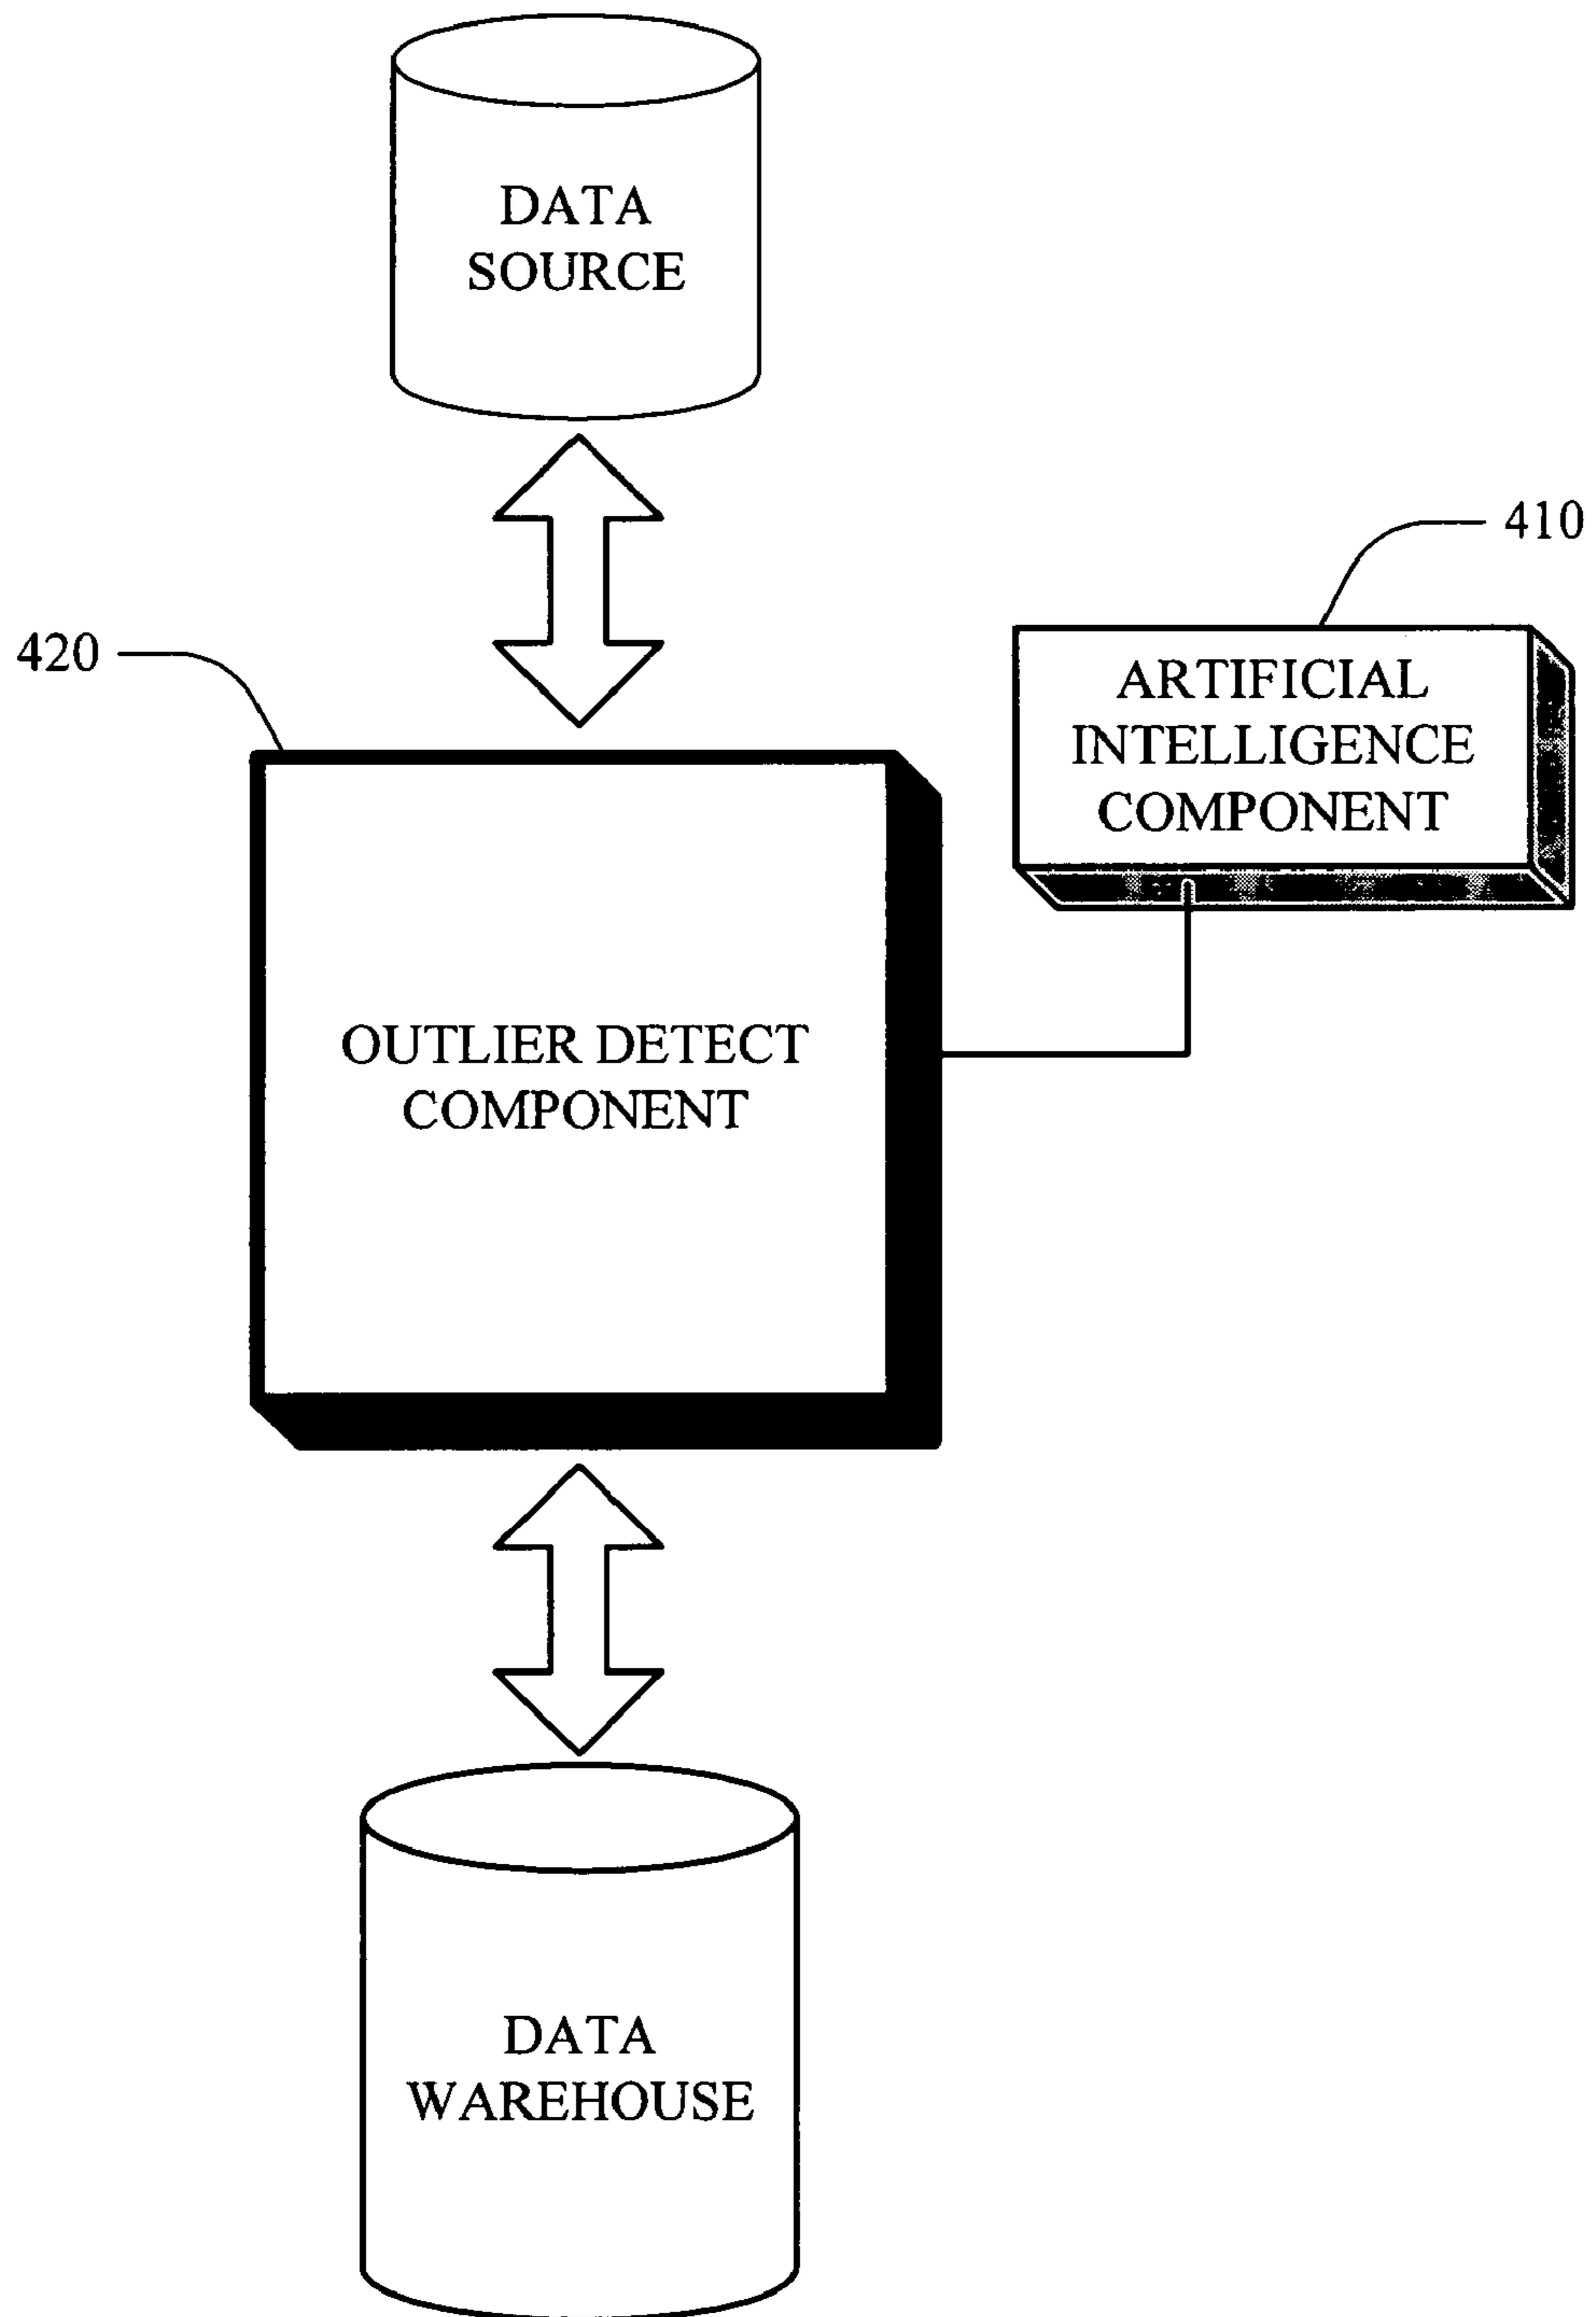 DATA
SOURCE
410
420
ARTIFICIAL
INTELLIGENCE
COMPONENT
OUTLIER DETECT
COMPONENT
DATA
WAREHOUSE